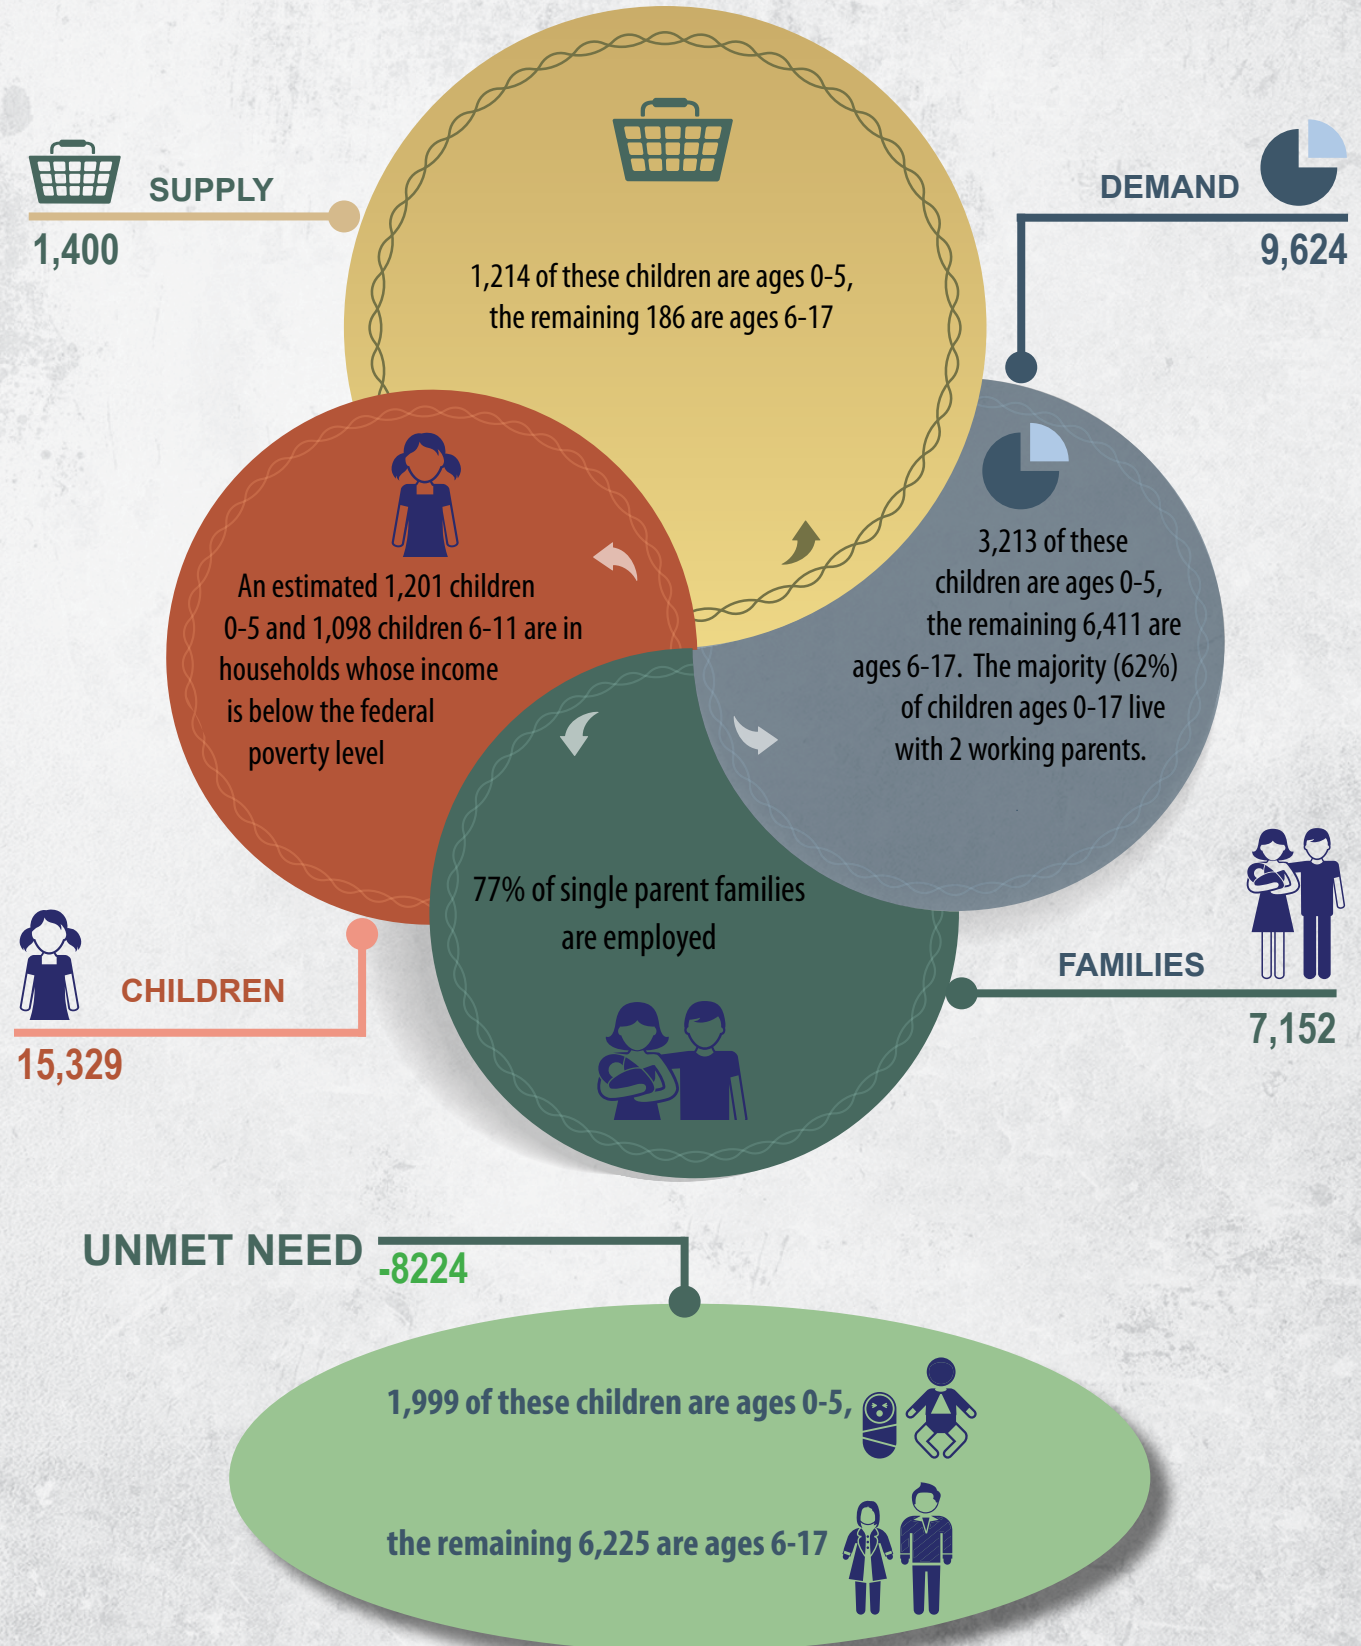 SUPPLY
1,400
DEMAND
9,624
1,214 of these children are ages 0-5,
the remaining 186 are ages 6-17
3,213 of these
children are ages 0-5,
the remaining 6,411 are
ages 6-17. The majority (62%)
of children ages 0-17 live
with 2 working parents.
An estimated 1,201 children
0-5 and 1,098 children 6-11 are in
households whose income
is below the federal
poverty level
77% of single parent families
are employed
CHILDREN
15,329
FAMILIES
7,152
UNMET NEED
-8224
1,999 of these children are ages 0-5,
the remaining 6,225 are ages 6-17